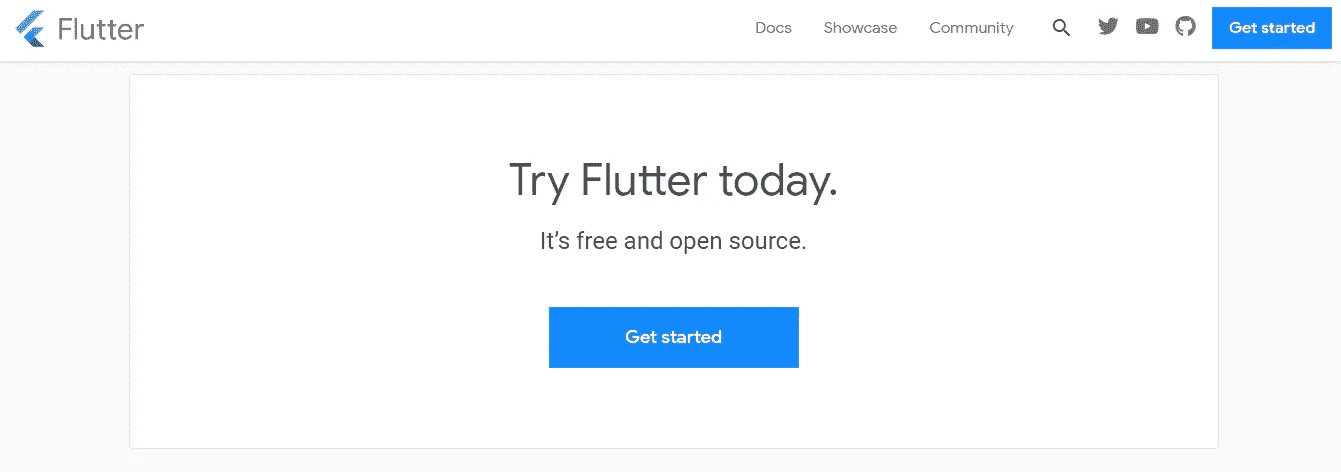 Flutter Docs Showcase Community Get started
Try Flutter today.
It’s free and open source.
Get started